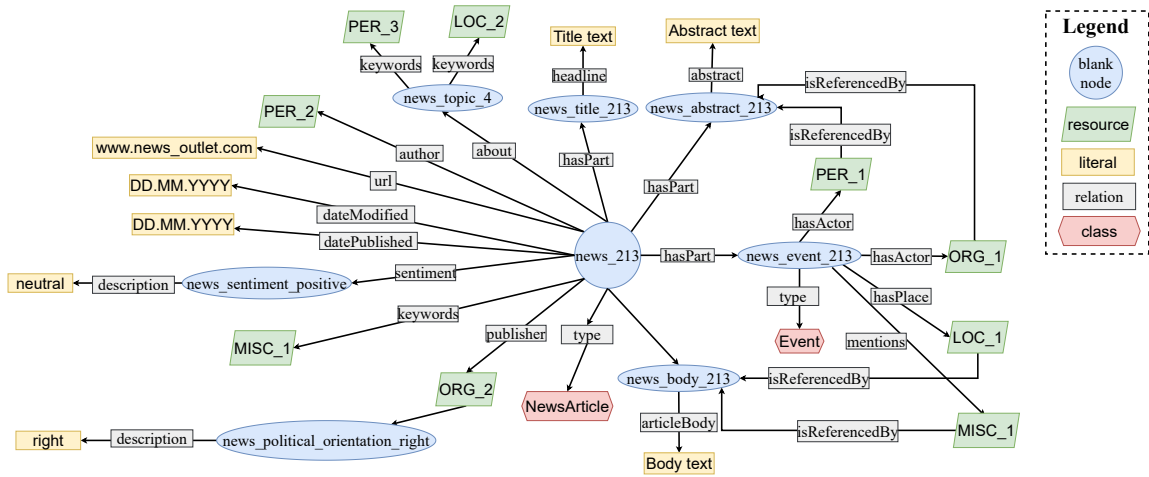 PER_3
LOC_2
keywords
keywords
news_topic_4
Title text
headline
news_title_213
Abstract text
abstract
news_abstract_213
isReferencedBy
isReferencedBy
PER_2
author
about
hasPart
hasPart
PER_1
hasActor
www.news_outlet.com
url
DD.MM.YYYY
dateModified
DD.MM.YYYY
datePublished
news_213
hasPart
news_event_213
hasActor
ORG_1
neutral
description
news_sentiment_positive
sentiment
type
hasPlace
keywords
MISC_1
publisher
type
Event
mentions
LOC_1
ORG_2
NewsArticle
news_body_213
isReferencedBy
right
description
news_political_orientation_right
articleBody
isReferencedBy
MISC_1
Body text
Legend
blank
node
resource
literal
relation
class